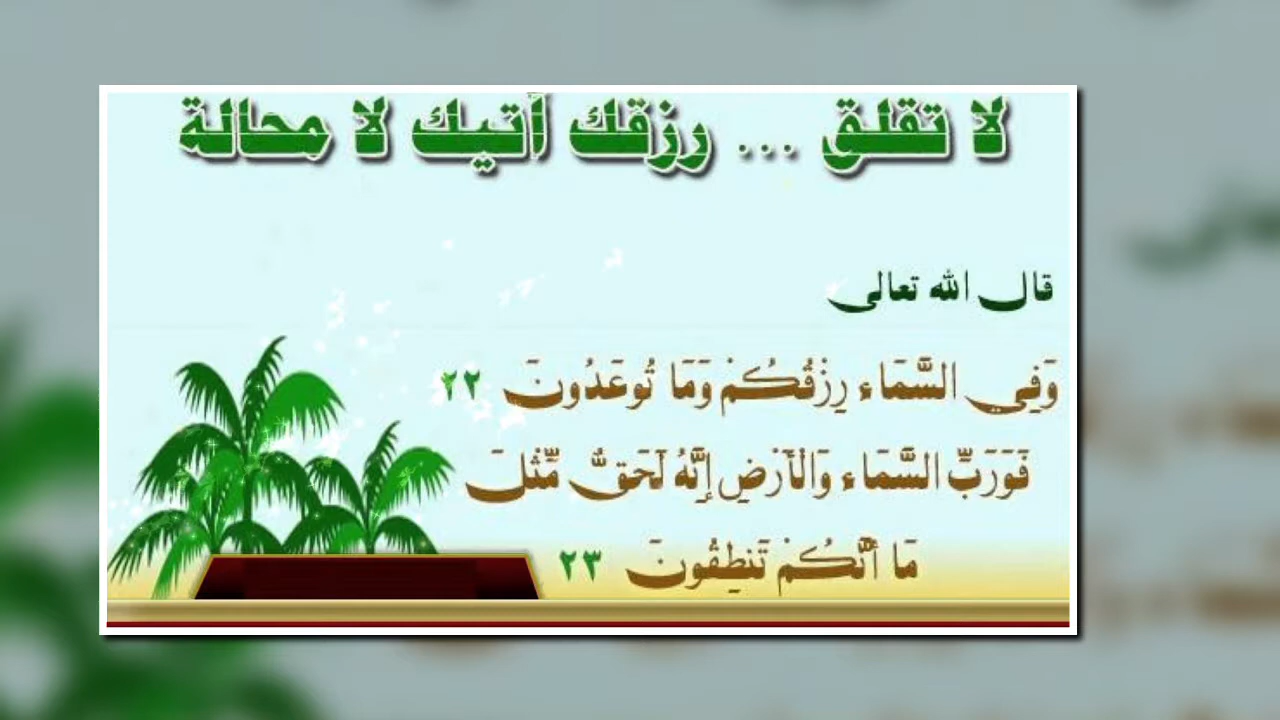 لا تقلق ... رزقك آتيك لا محالة
قال الله تعالى
وَفِي السَّمَاء رِزْقُكُمْ وَمَا تُوعَدُونَ ٢٢
فَوَرَبِّ السَّمَاء وَالْأَرْضِ إِنَّهُ لَحَقٌّ مِّثْلَ
مَا أَنَّكُمْ تَنطِقُونَ ٢٣